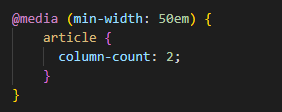 @media (min-width: 50em) {
    article {
      column-count: 2;
    }
}